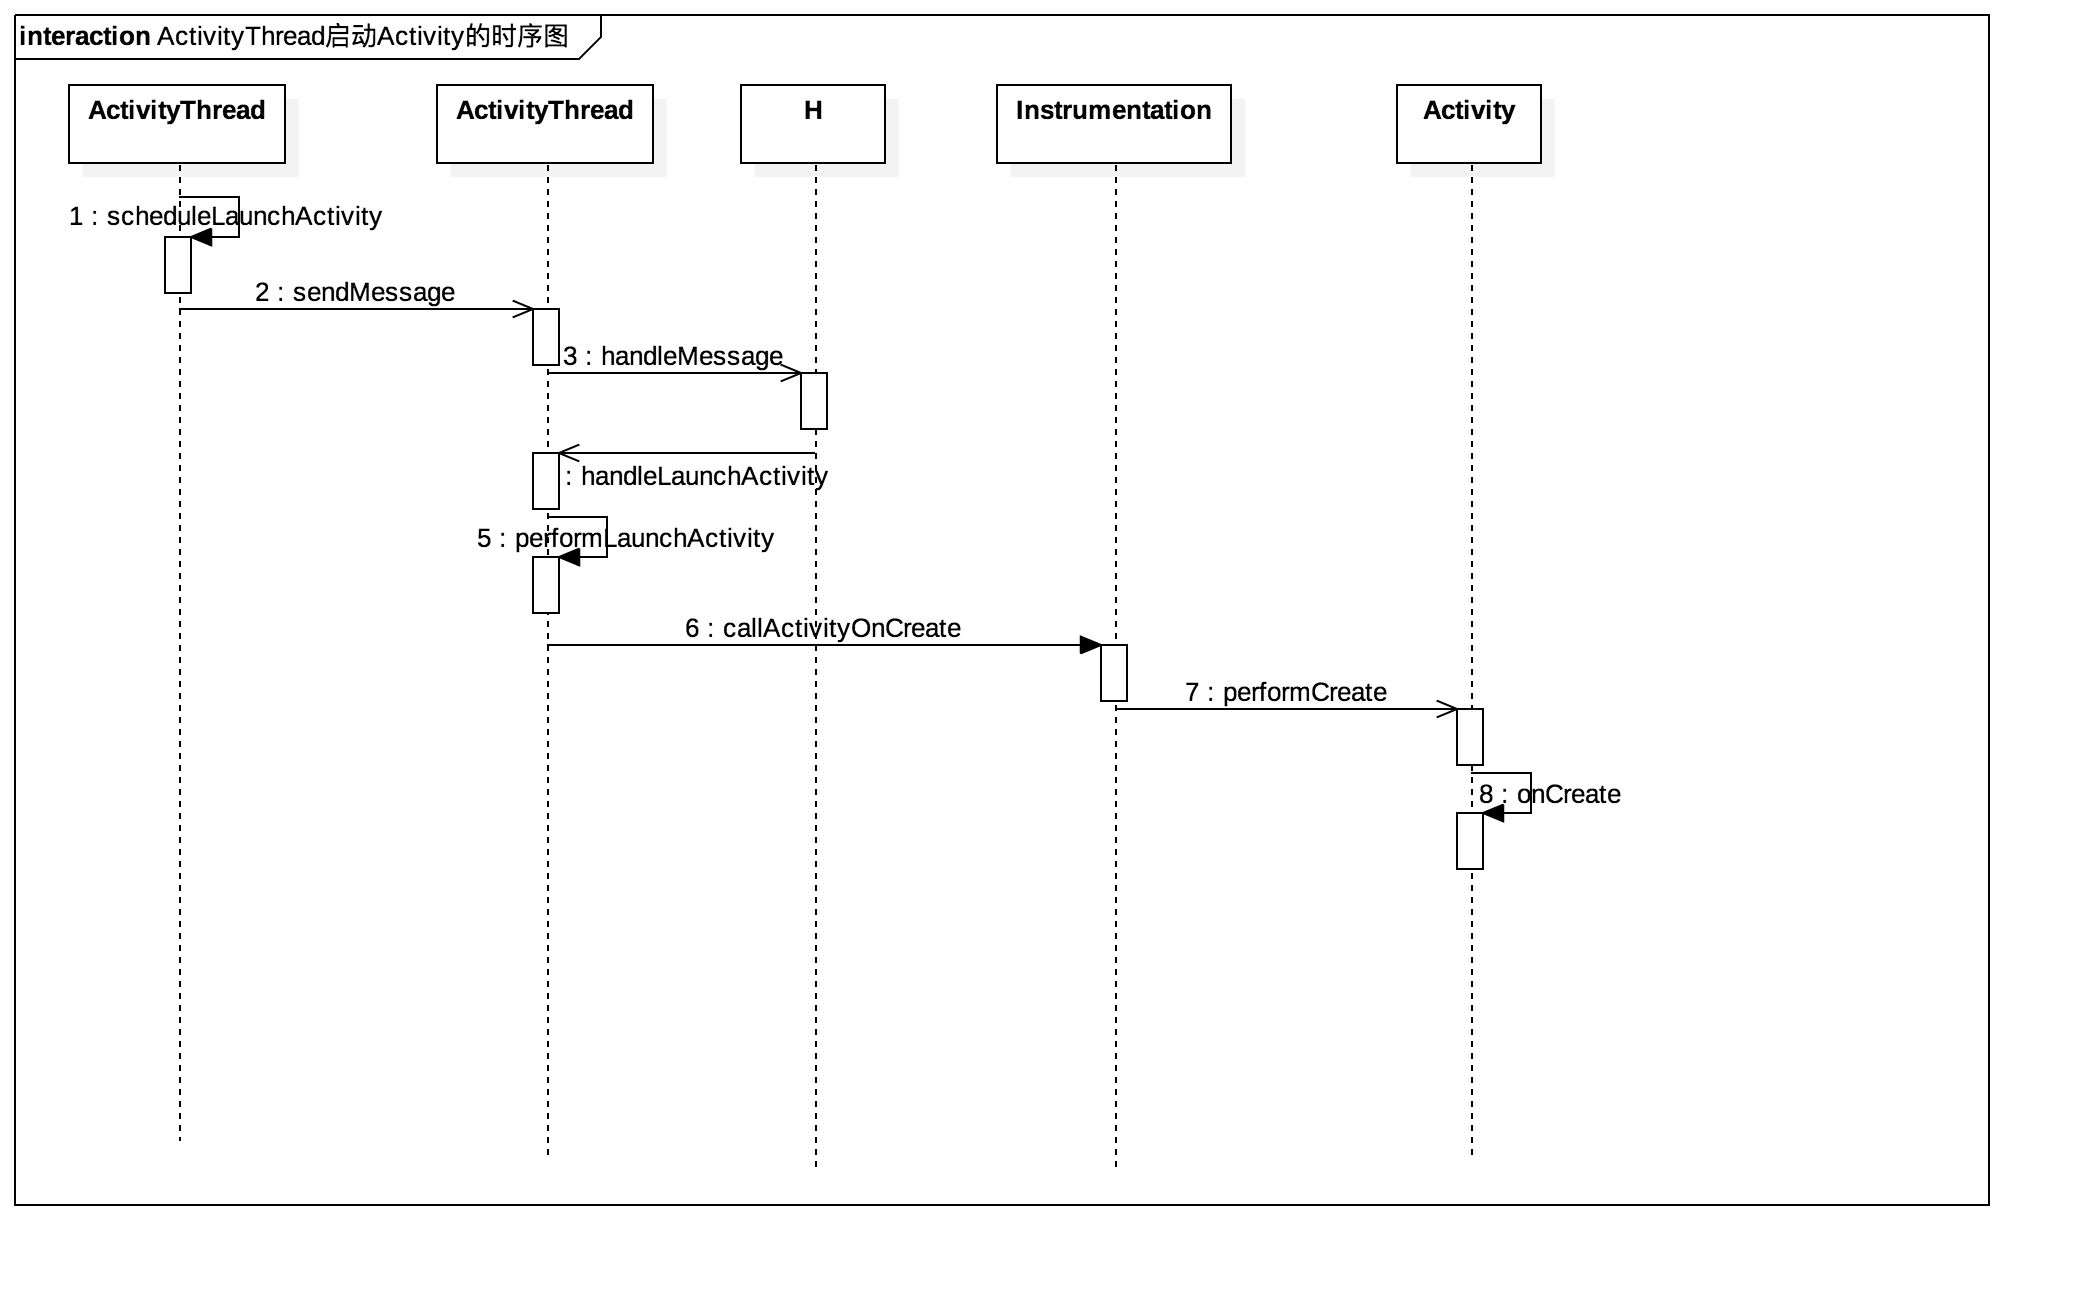 interaction ActivityThread启动Activity的时序图
ActivityThread
ActivityThread
H
Instrumentation
Activity
1 : scheduleLaunchActivity
2 : sendMessage
3 : handleMessage
: handleLaunchActivity
5 : performLaunchActivity
6 : callActivityOnCreate
7 : performCreate
8 : onCreate